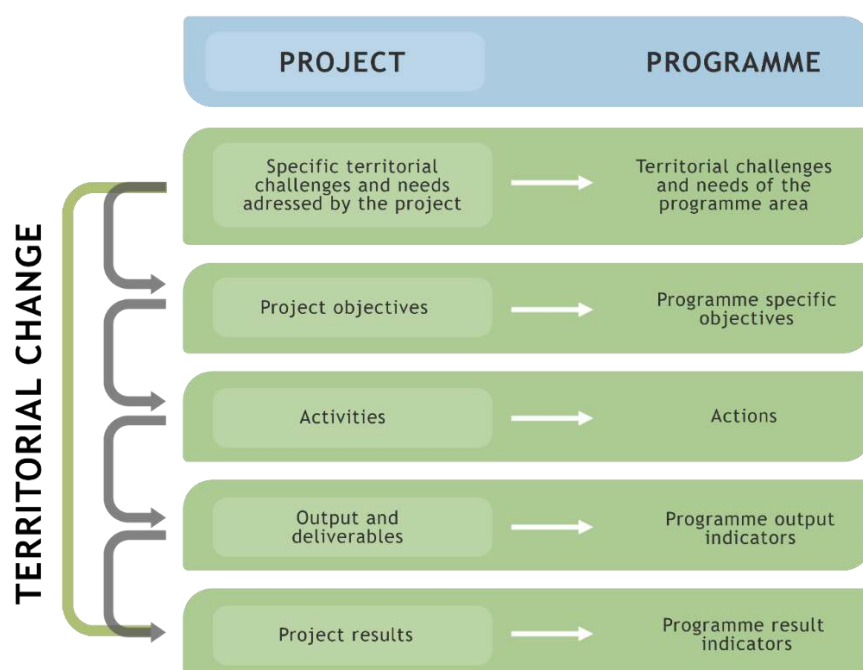 PROJECT
PROGRAMME
TERRITORIAL CHANGE
Specific territorial
challenges and needs
adressed by the project
Territorial challenges
and needs of the
programme area
Project objectives
Programme specific
objectives
Activities
Actions
Output and
deliverables
Programme output
indicators
Project results
Programme result
indicators